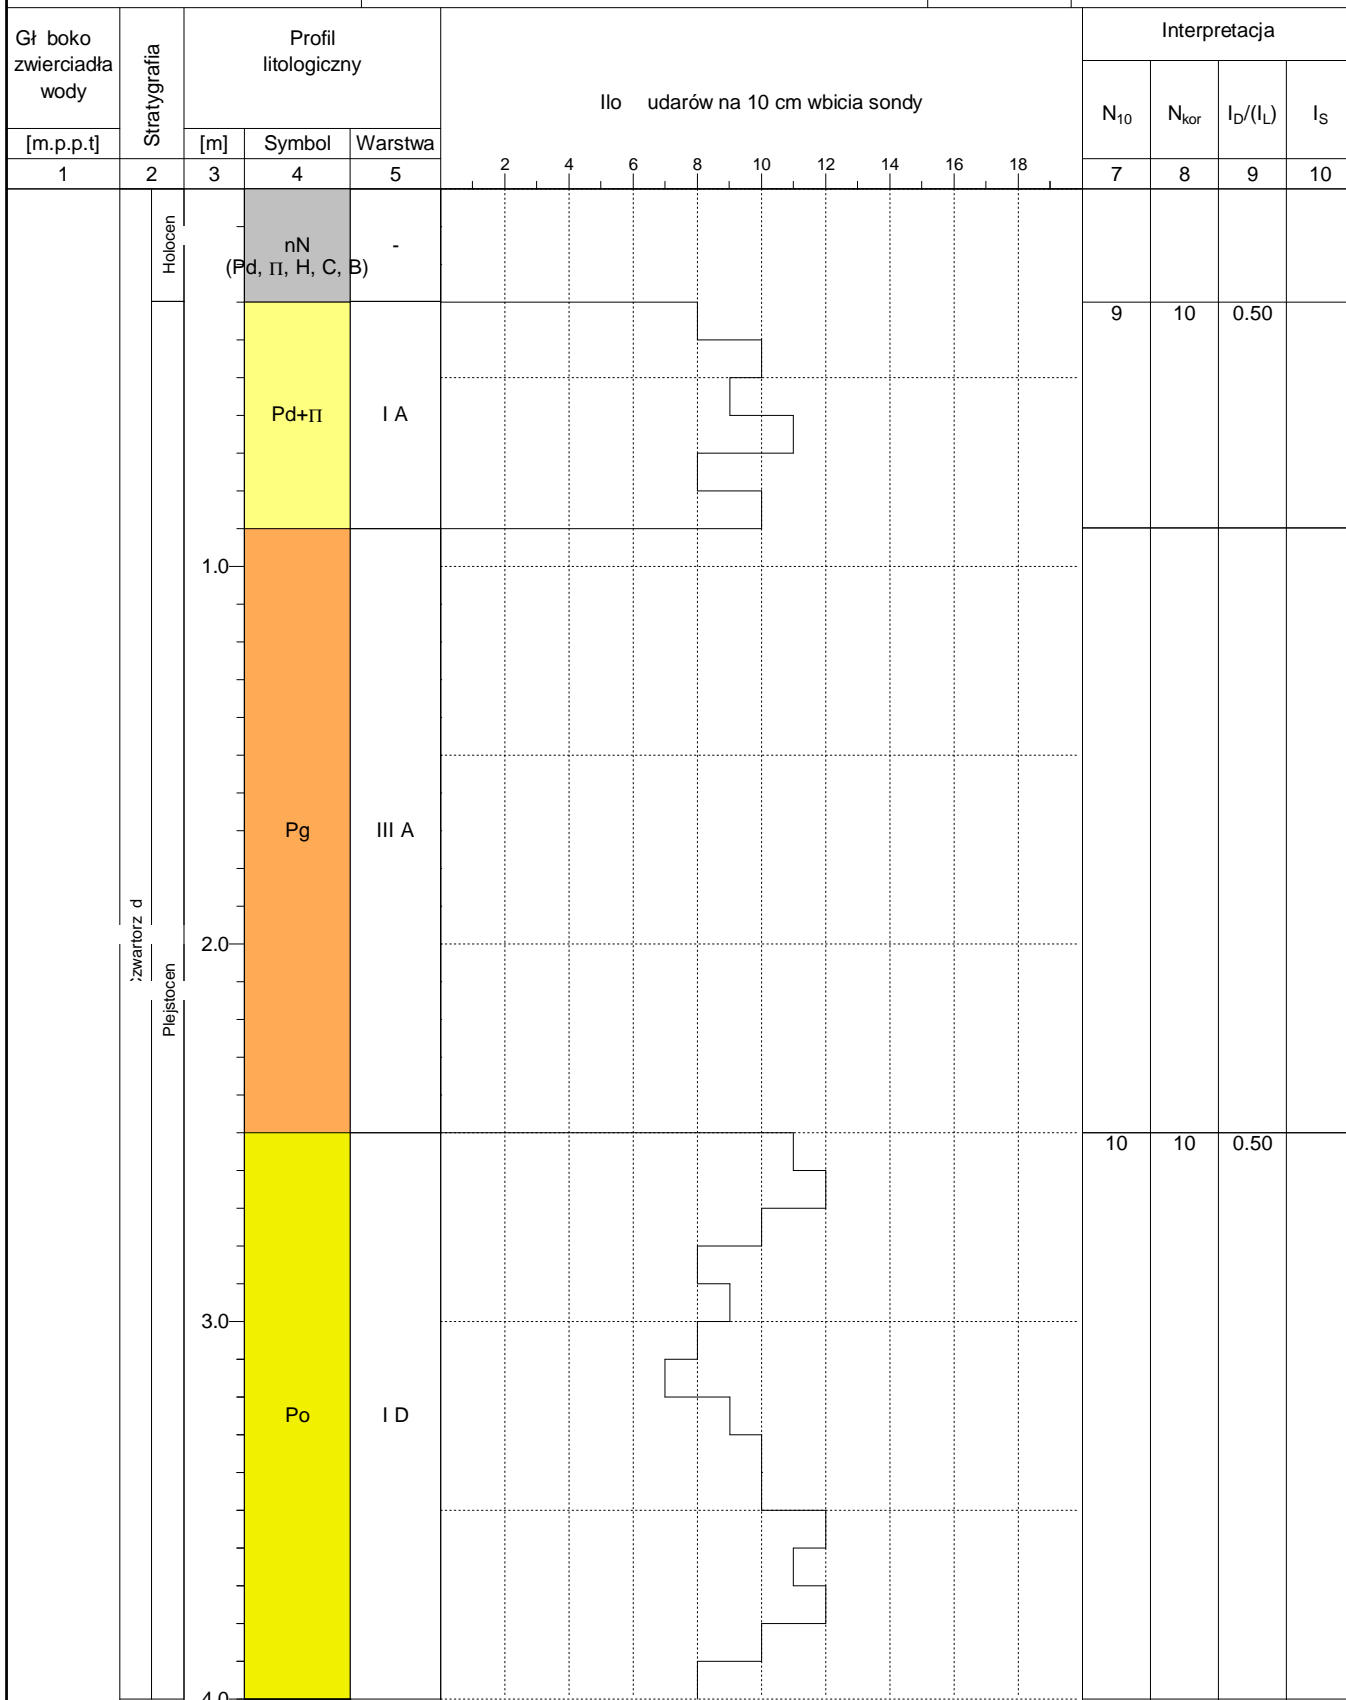 Gł boko
zwierciadła
wody
[m.p.p.t]
1
Stratygrafia
2
Profil
litologiczny
[m]
Symbol
Warstwa
3
4
5
Ilo udarów na 10 cm wbicia sondy
2 4 6 8 10 12 14 16 18
Interpretacja
N10
Nkor
ID/(IL)
IS
7
8
9
10
Holocen
nN
(Pd, Π, H, C, B)
-
9 10 0.50
Pd+Π
I A
1.0
Pg
III A
zwartorz d
2.0
Plejstocen
10 10 0.50
3.0
Po
I D
4.0